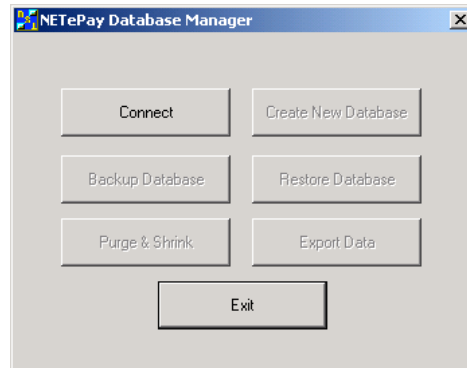 NETePay Database Manager
Connect
Create New Database
Backup Database
Restore Database
Purge & Shrink
Export Data
Exit